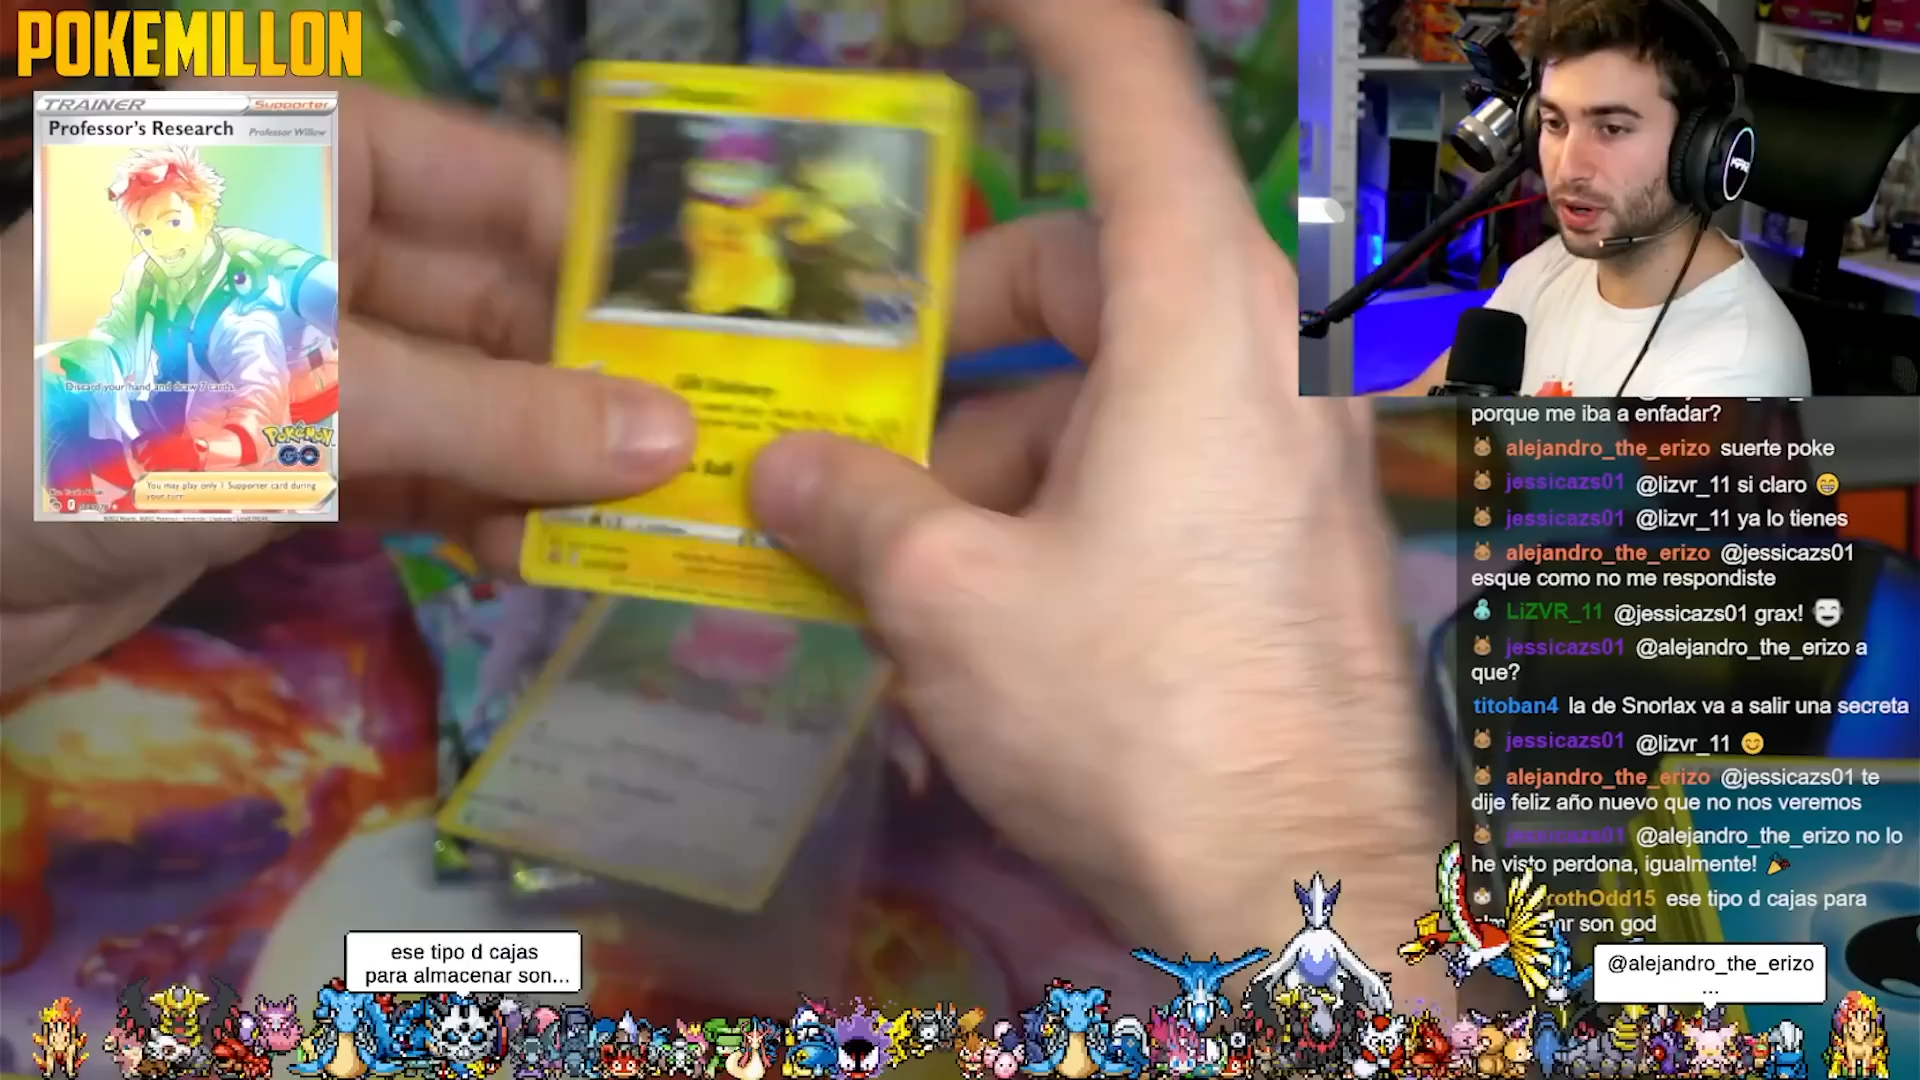 POKEMILLON
TRAINER
Supporter
Professor's Research
Professor Willow
Discard your hand and draw 7 cards.
POKÉMON
GO
You may play only 1 Supporter card during
your turn.
porque me iba a enfadar?
alejandro_the_erizo suerte poke
jessicazs01 @lizvr_11 si claro
jessicazs01 @lizvr_11 ya lo tienes
alejandro_the_erizo @jessicazs01
esque como no me respondiste
LiZVR_11 @jessicazs01 grax!
jessicazs01 @alejandro_the_erizo a
que?
titoban4 la de Snorlax va a salir una secreta
jessicazs01 @lizvr_11
alejandro_the_erizo @jessicazs01 te
dije feliz año nuevo que no nos veremos
jessicazs01 @alejandro_the_erizo no lo
he visto perdona, igualmente!
rothOdd15 ese tipo d cajas para
son god
ese tipo d cajas
para almacenar son...
@alejandro_the_erizo
...